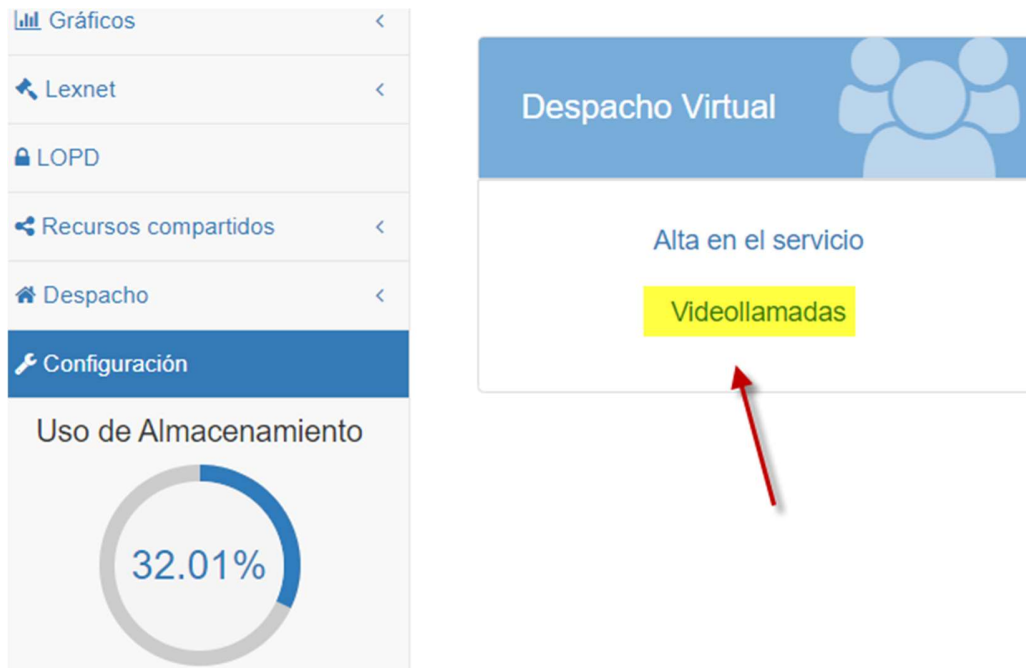 Gráficos
Lexnet
LOPD
Recursos compartidos
Despacho
Configuración
Uso de Almacenamiento
32.01%
Despacho Virtual
Alta en el servicio
Videollamadas